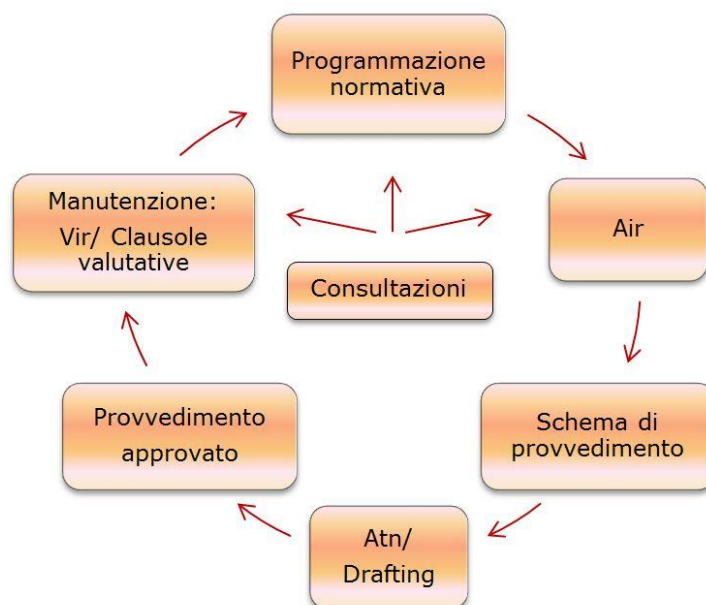 Programmazione
normativa
Manutenzione:
Vir/ Clausole
valutative
Air
Consultazioni
Provvedimento
approvato
Schema di
provvedimento
Atn/
Drafting